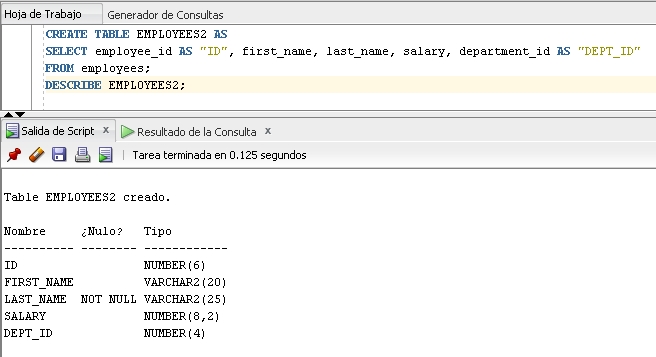 Hoja de Trabajo Generador de Consultas
CREATE TABLE EMPLOYEES2 AS
SELECT employee_id AS "ID", first_name, last_name, salary, department_id AS "DEPT_ID"
FROM employees;
DESCRIBE EMPLOYEES2;
Salida de Script x Resultado de la Consulta x
Tarea terminada en 0.125 segundos
Table EMPLOYEES2 creado.
Nombre ¿Nulo? Tipo
---------- -------- ------------
ID NUMBER(6)
FIRST_NAME VARCHAR2(20)
LAST_NAME NOT NULL VARCHAR2(25)
SALARY NUMBER(8,2)
DEPT_ID NUMBER(4)